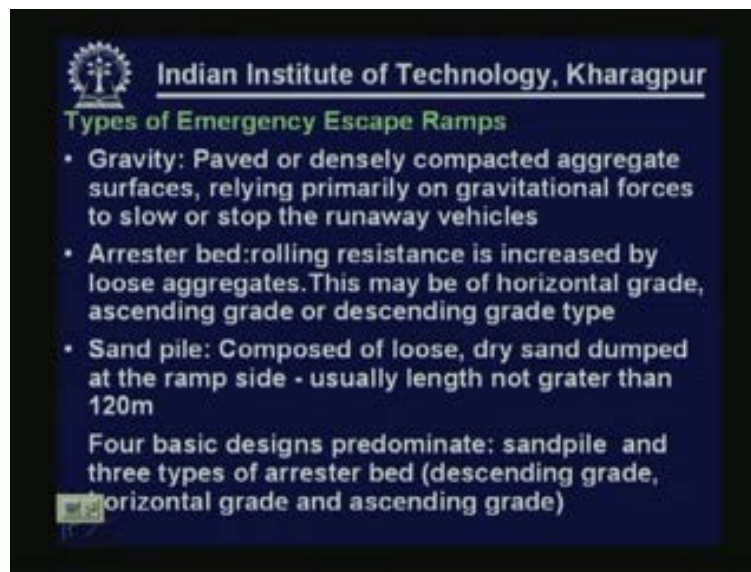 Indian Institute of Technology, Kharagpur
Types of Emergency Escape Ramps
• Gravity: Paved or densely compacted aggregate
surfaces, relying primarily on gravitational forces
to slow or stop the runaway vehicles
• Arrester bed:rolling resistance is increased by
loose aggregates.This may be of horizontal grade,
ascending grade or descending grade type
• Sand pile: Composed of loose, dry sand dumped
at the ramp side - usually length not grater than
120m
Four basic designs predominate: sandpile and
three types of arrester bed (descending grade,
orizontal grade and ascending grade)